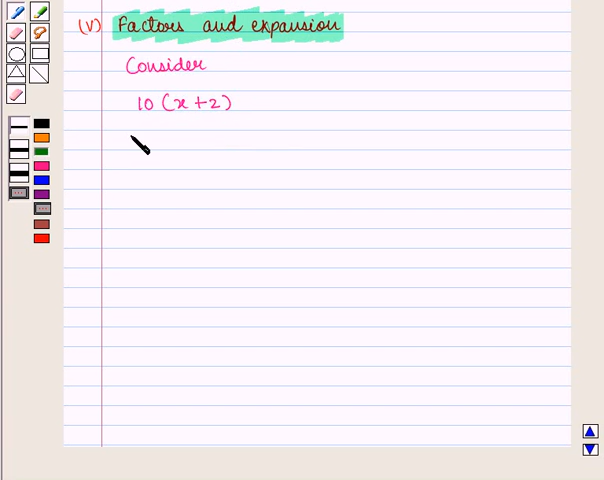 (V) Factors and expansion
Consider
10 (x+2)